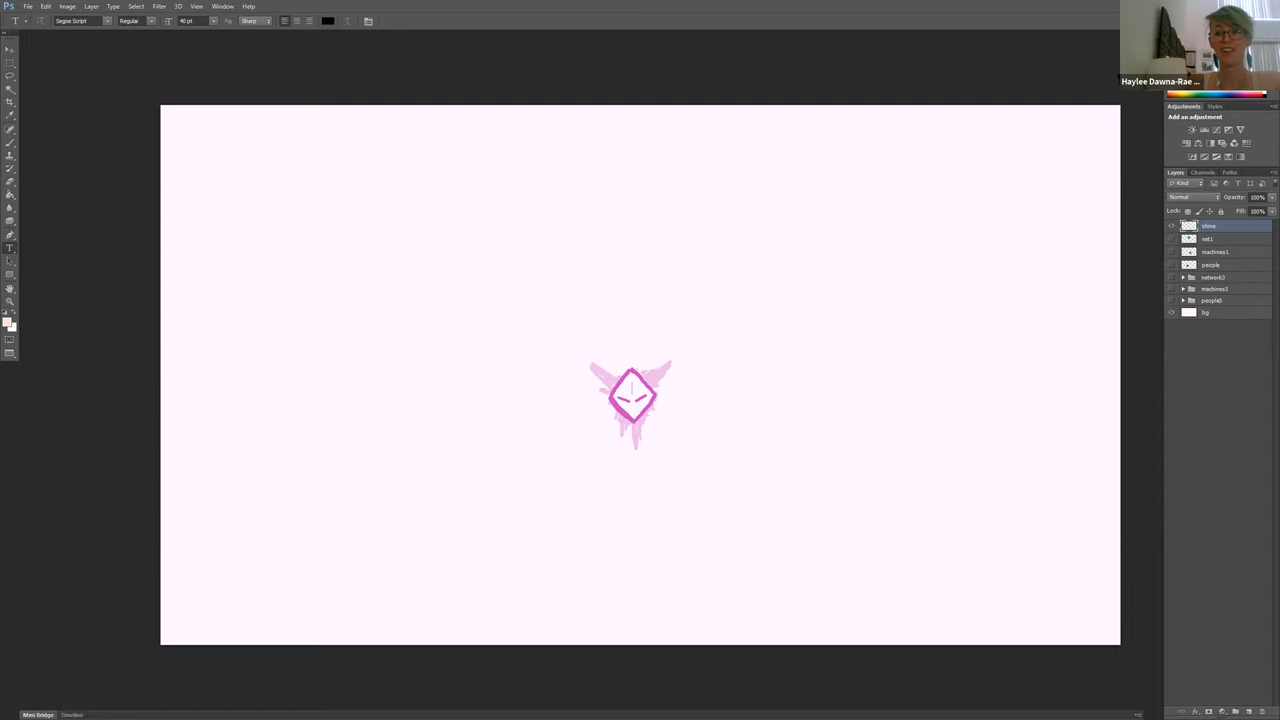 Ps File Edit Image Layer Type Select Filter 3D View Window Help
T Segoe Script Regular 40 pt Sharp
Haylee Dawna-Rae ...
Adjustments Styles
Add an adjustment
Layers Channels Paths
Kind
Normal Opacity: 100%
Lock: Fill: 100%
shine
net1
machines1
people
network3
machines3
people3
bg
Mini Bridge Timeline